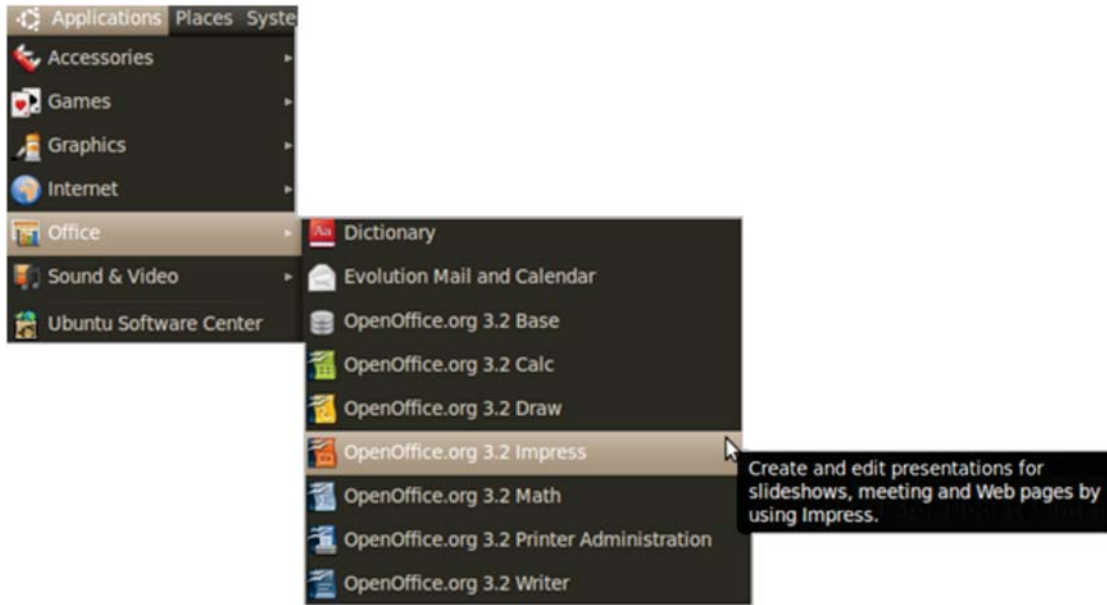 Applications Places Syste
Accessories
Games
Graphics
Internet
Office
Sound & Video
Ubuntu Software Center
Aa Dictionary
Evolution Mail and Calendar
OpenOffice.org 3.2 Base
OpenOffice.org 3.2 Calc
OpenOffice.org 3.2 Draw
OpenOffice.org 3.2 Impress
OpenOffice.org 3.2 Math
OpenOffice.org 3.2 Printer Administration
OpenOffice.org 3.2 Writer
Create and edit presentations for
slideshows, meeting and Web pages by
using Impress.